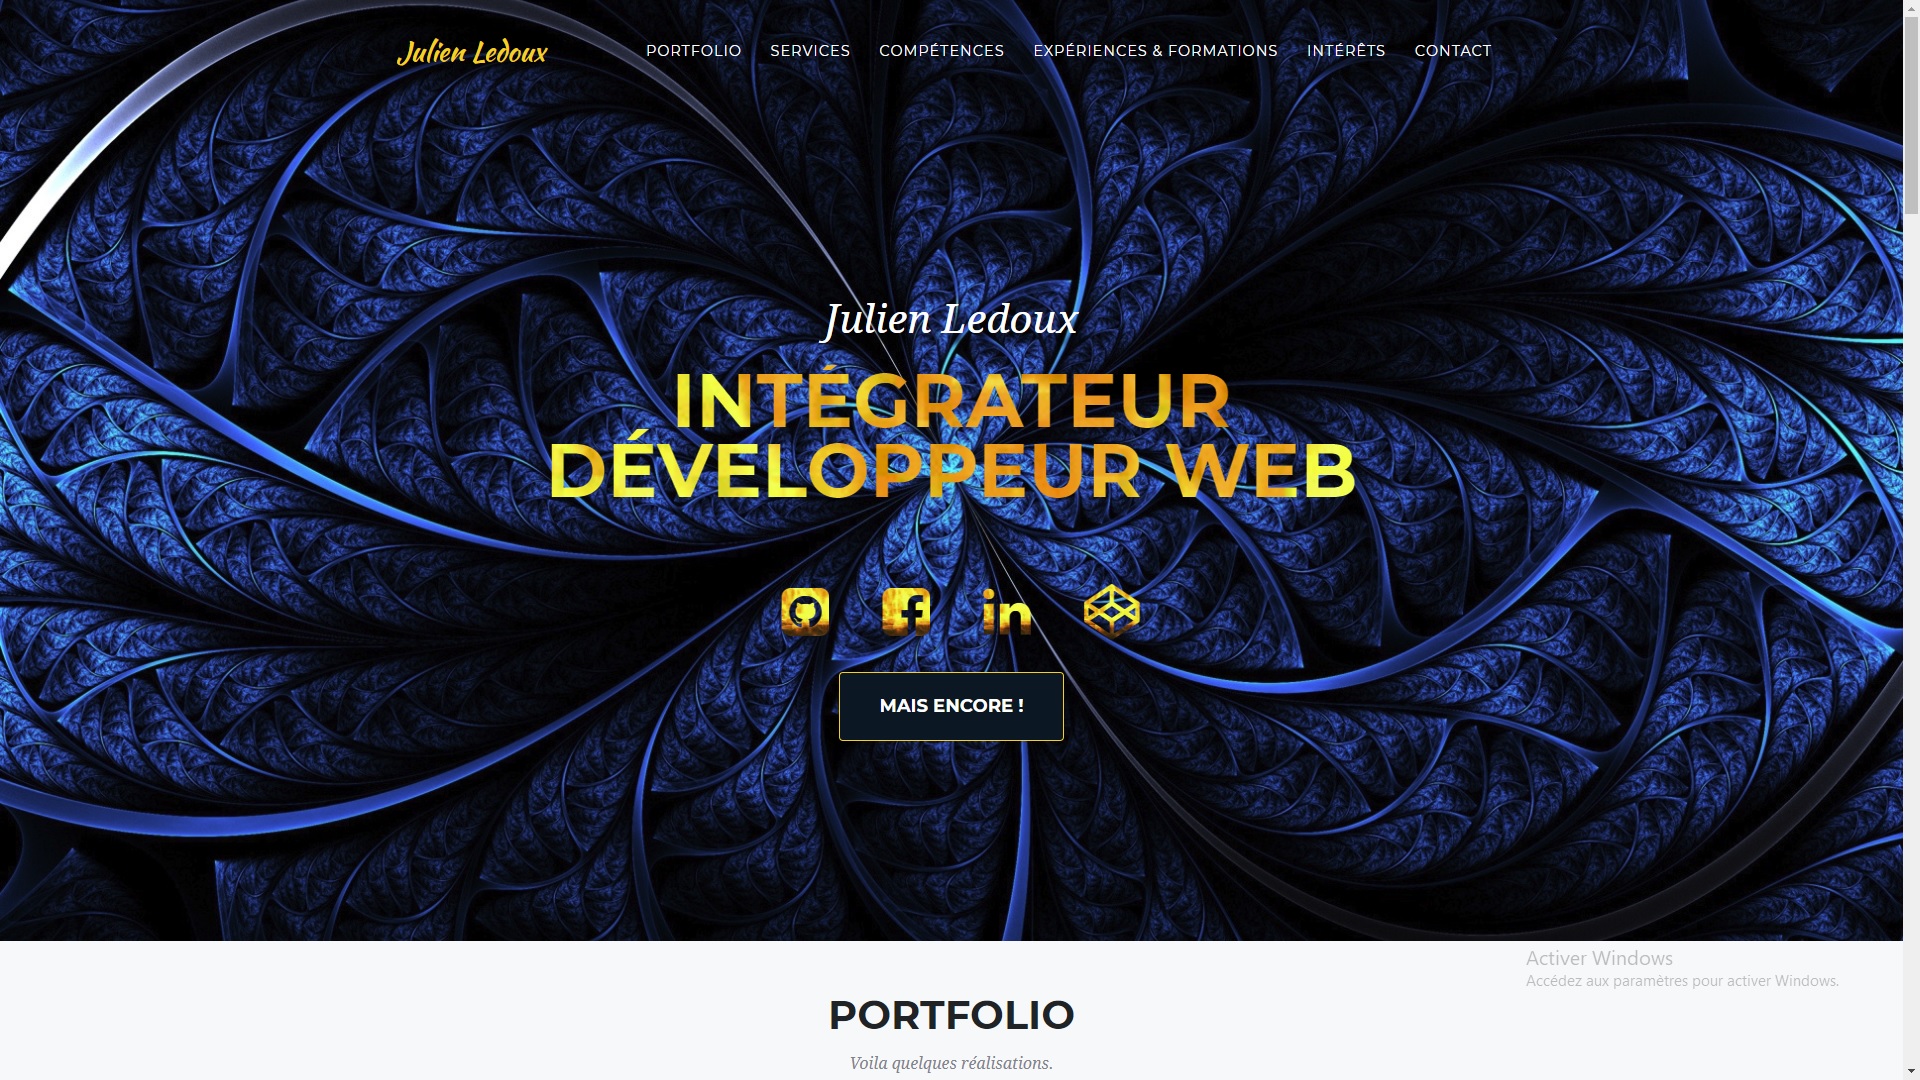 Julien Ledoux
PORTFOLIO SERVICES COMPÉTENCES EXPÉRIENCES & FORMATIONS INTÉRÊTS CONTACT
Julien Ledoux
INTÉGRATEUR
DÉVELOPPEUR WEB
MAIS ENCORE !
Activer Windows
Accédez aux paramètres pour activer Windows.
PORTFOLIO
Voila quelques réalisations.